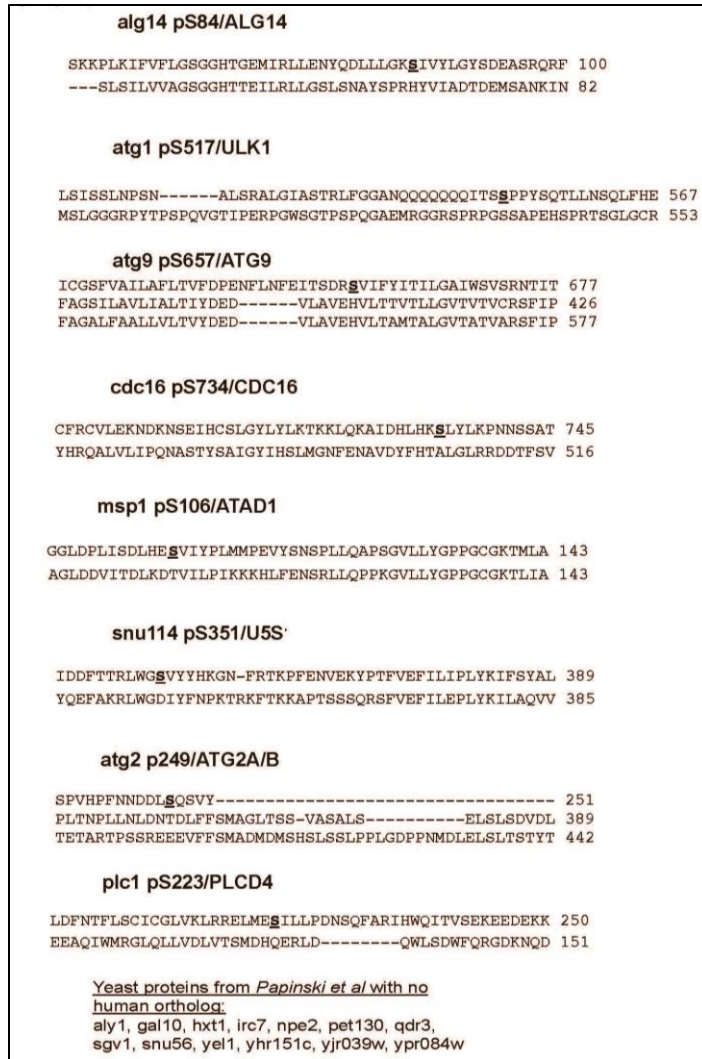 alg14 pS84/ALG14
SKKPLKIFVFLGSGGHTGEMIRLLENYQDLLLGKSIVYLGYSDEASRQRF 100
---SLSILVVAGSGGHTTEILRLLGSLSNAYSPRHYVIADTDEMSANKIN 82
atg1 pS517/ULK1
LSISSLNPSN------ALSRALGIASTRLFGGANQQQQQQQITSSPPYSQTLLNSQLFHE 567
MSLGGGRPYTPSPQVGTIPERPGWSGTPSPQGAEMRGGRSPRPGSSAPEHSPRTSGLGCR 553
atg9 pS657/ATG9
ICGSFVAILAFLTVFDPENFLNFEITSDRSVIFYITILGAIWSVSRNTIT 677
FAGSILAVLIALTIYDED------VLAVEHVLTTVTLLGVTVTVCRSFIP 426
FAGALFAALLVLTVYDED------VLAVEHVLTAMTALGVTATVARSFIP 577
cdc16 pS734/CDC16
CFRCVLEKNDKNSEIHCSLGYLYLKTKKLQKAIDHLHKSLYLKPNNSSAT 745
YHRQALVLIPQNASTYSAIGYIHSLMGNFENAVDYFHTALGLRRDDTFSV 516
msp1 pS106/ATAD1
GGLDPLISDLHESVIYPLMMPEVYSNSPLLQAPSGVLLYGPPGCGKTMLA 143
AGLDDVITDLKDTVILPIKKKHLFENSRLLQPPKGVLLYGPPGCGKTLIA 143
snu114 pS351/U5S
IDDFTTRLWGSVYYHKGN-FRTKPFENVEKYPTFVEFILIPLYKIFSYAL 389
YQEFAKRLWGDIYFNPKTRKFTKKAPTSSSQRSFVEFILEPLYKILAQVV 385
atg2 p249/ATG2A/B
SPVHPFNNDDLSQSVY---------------------------------- 251
PLTNPLLNLDNTDLFFSMAGLTSS-VASALS----------ELSLSDVDL 389
TETARTPSSREEEVFFSMADMDMSHSLSSLPPLGDPPNMDLELSLTSTYT 442
plc1 pS223/PLCD4
LDFNTFLSCICGLVKLRRELMESILLPDNSQFARIHWQITVSEKEEDEKK 250
EEAQIWMRGLQLLVDLVTSMDHQERLD--------QWLSDWFQRGDKNQD 151
Yeast proteins from Papinski et al with no
human ortholog:
aly1, gal10, hxt1, irc7, npe2, pet130, qdr3,
sgv1, snu56, yel1, yhr151c, yjr039w, ypr084w